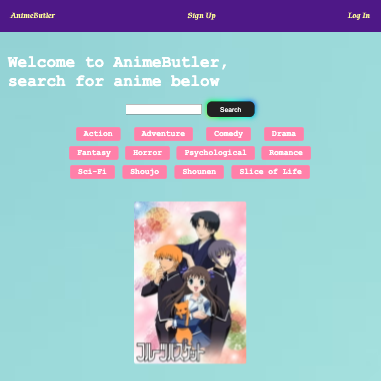 AnimeButler Sign Up Log In
Welcome to AnimeButler,
search for anime below
Search
Action Adventure Comedy Drama
Fantasy Horror Psychological Romance
Sci-Fi Shoujo Shounen Slice of Life
フルーツバスケット